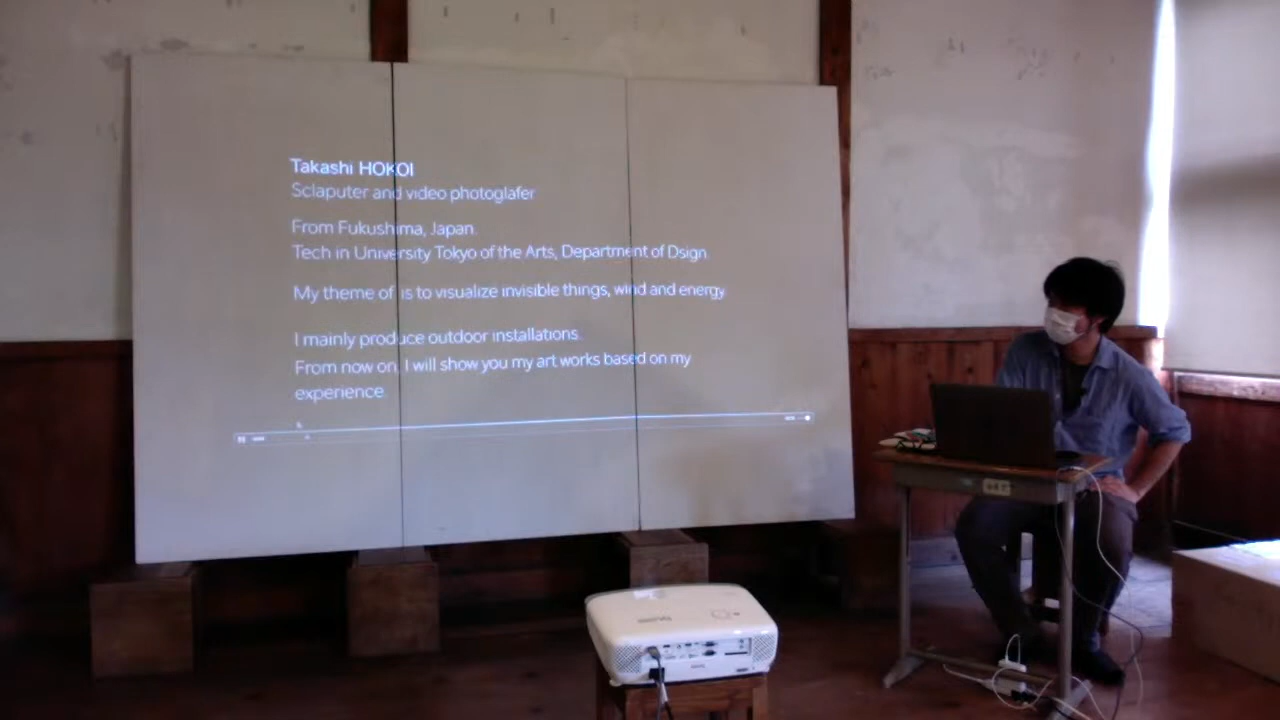 Takashi HOKOI
Sclaputer and video photoglafer
From Fukushima, Japan.
Tech in University Tokyo of the Arts, Department of Dsign.
My theme of is to visualize invisible things, wind and energy
I mainly produce outdoor installations.
From now on, I will show you my art works based on my
experience.